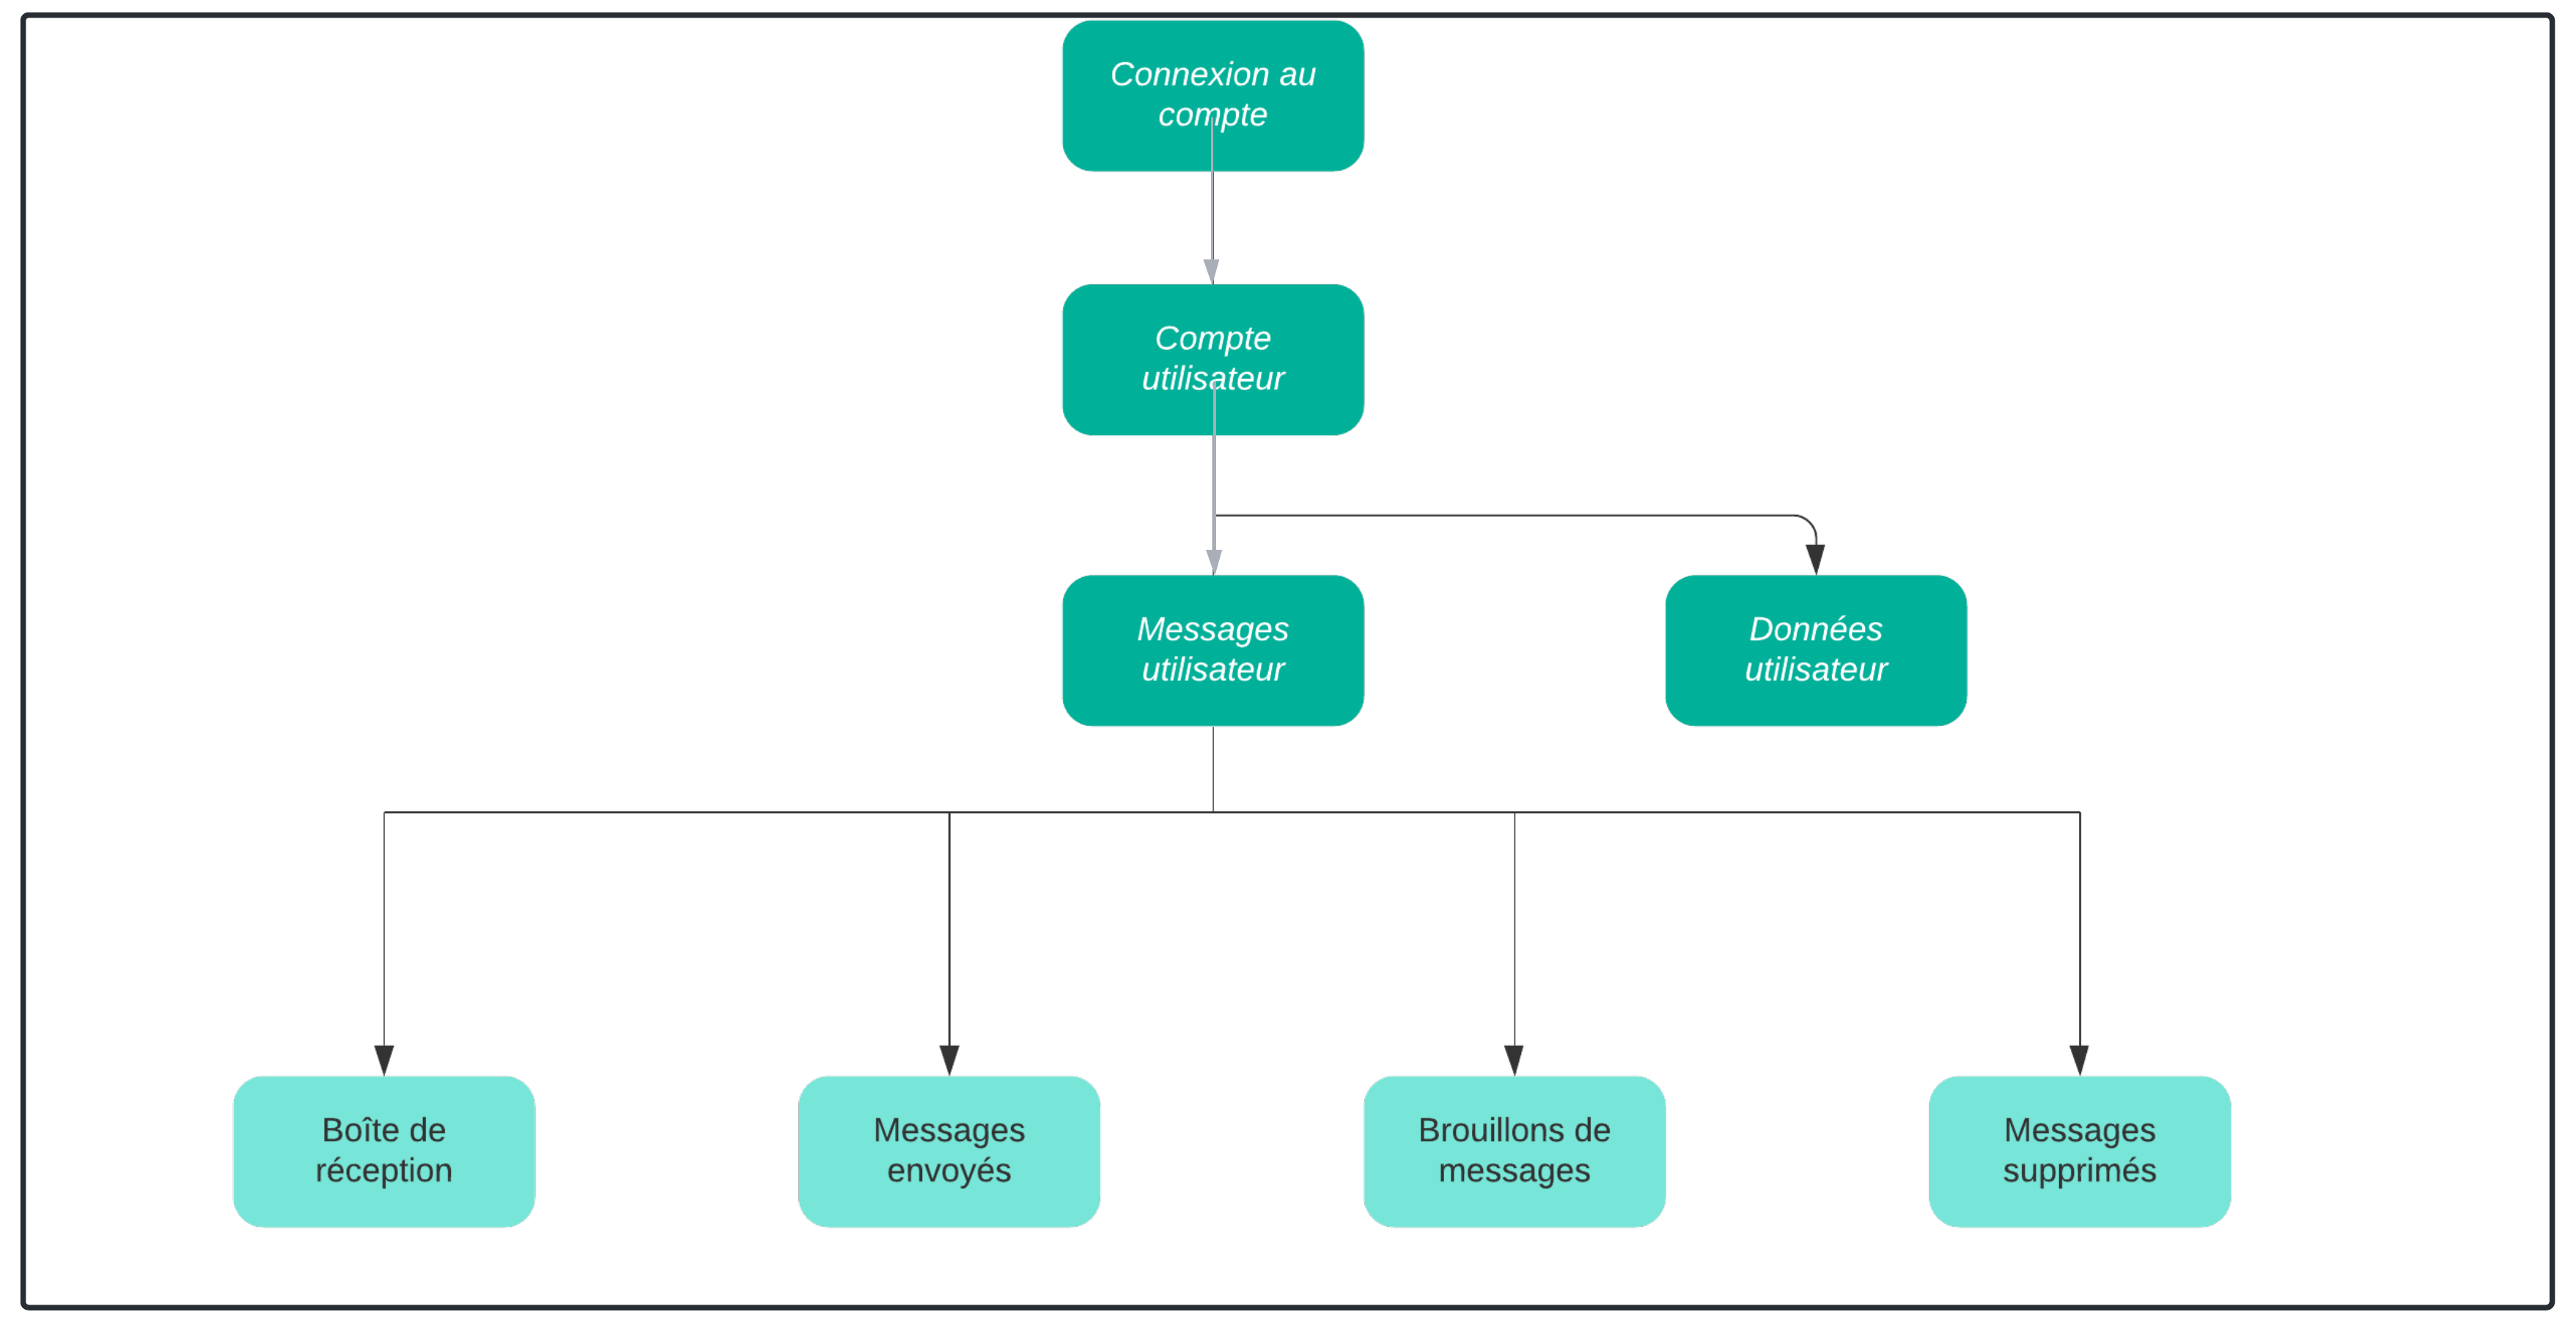 Connexion au
compte
Compte
utilisateur
Messages
utilisateur
Données
utilisateur
Boîte de
réception
Messages
envoyés
Brouillons de
messages
Messages
supprimés